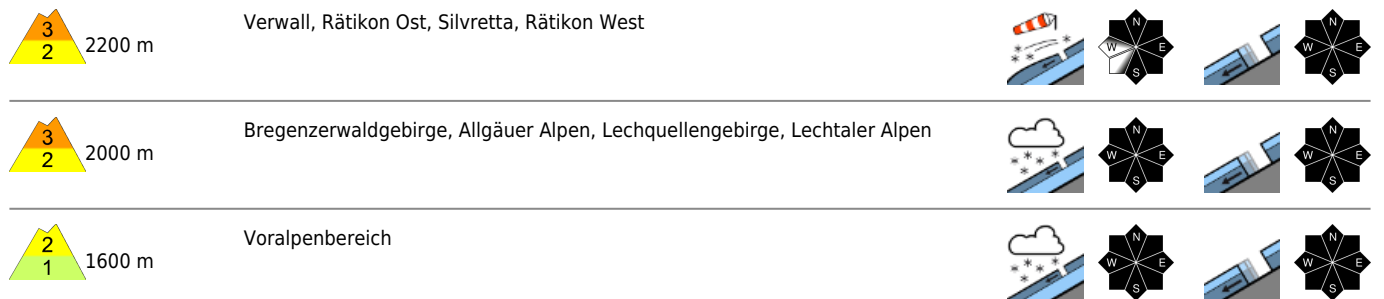 3
2
2200 m
Verwall, Rätikon Ost, Silvretta, Rätikon West
N
W E
S
N
W E
S
3
2
2000 m
Bregenzerwaldgebirge, Allgäuer Alpen, Lechquellengebirge, Lechtaler Alpen
N
W E
S
N
W E
S
2
1
1600 m
Voralpenbereich
N
W E
S
N
W E
S